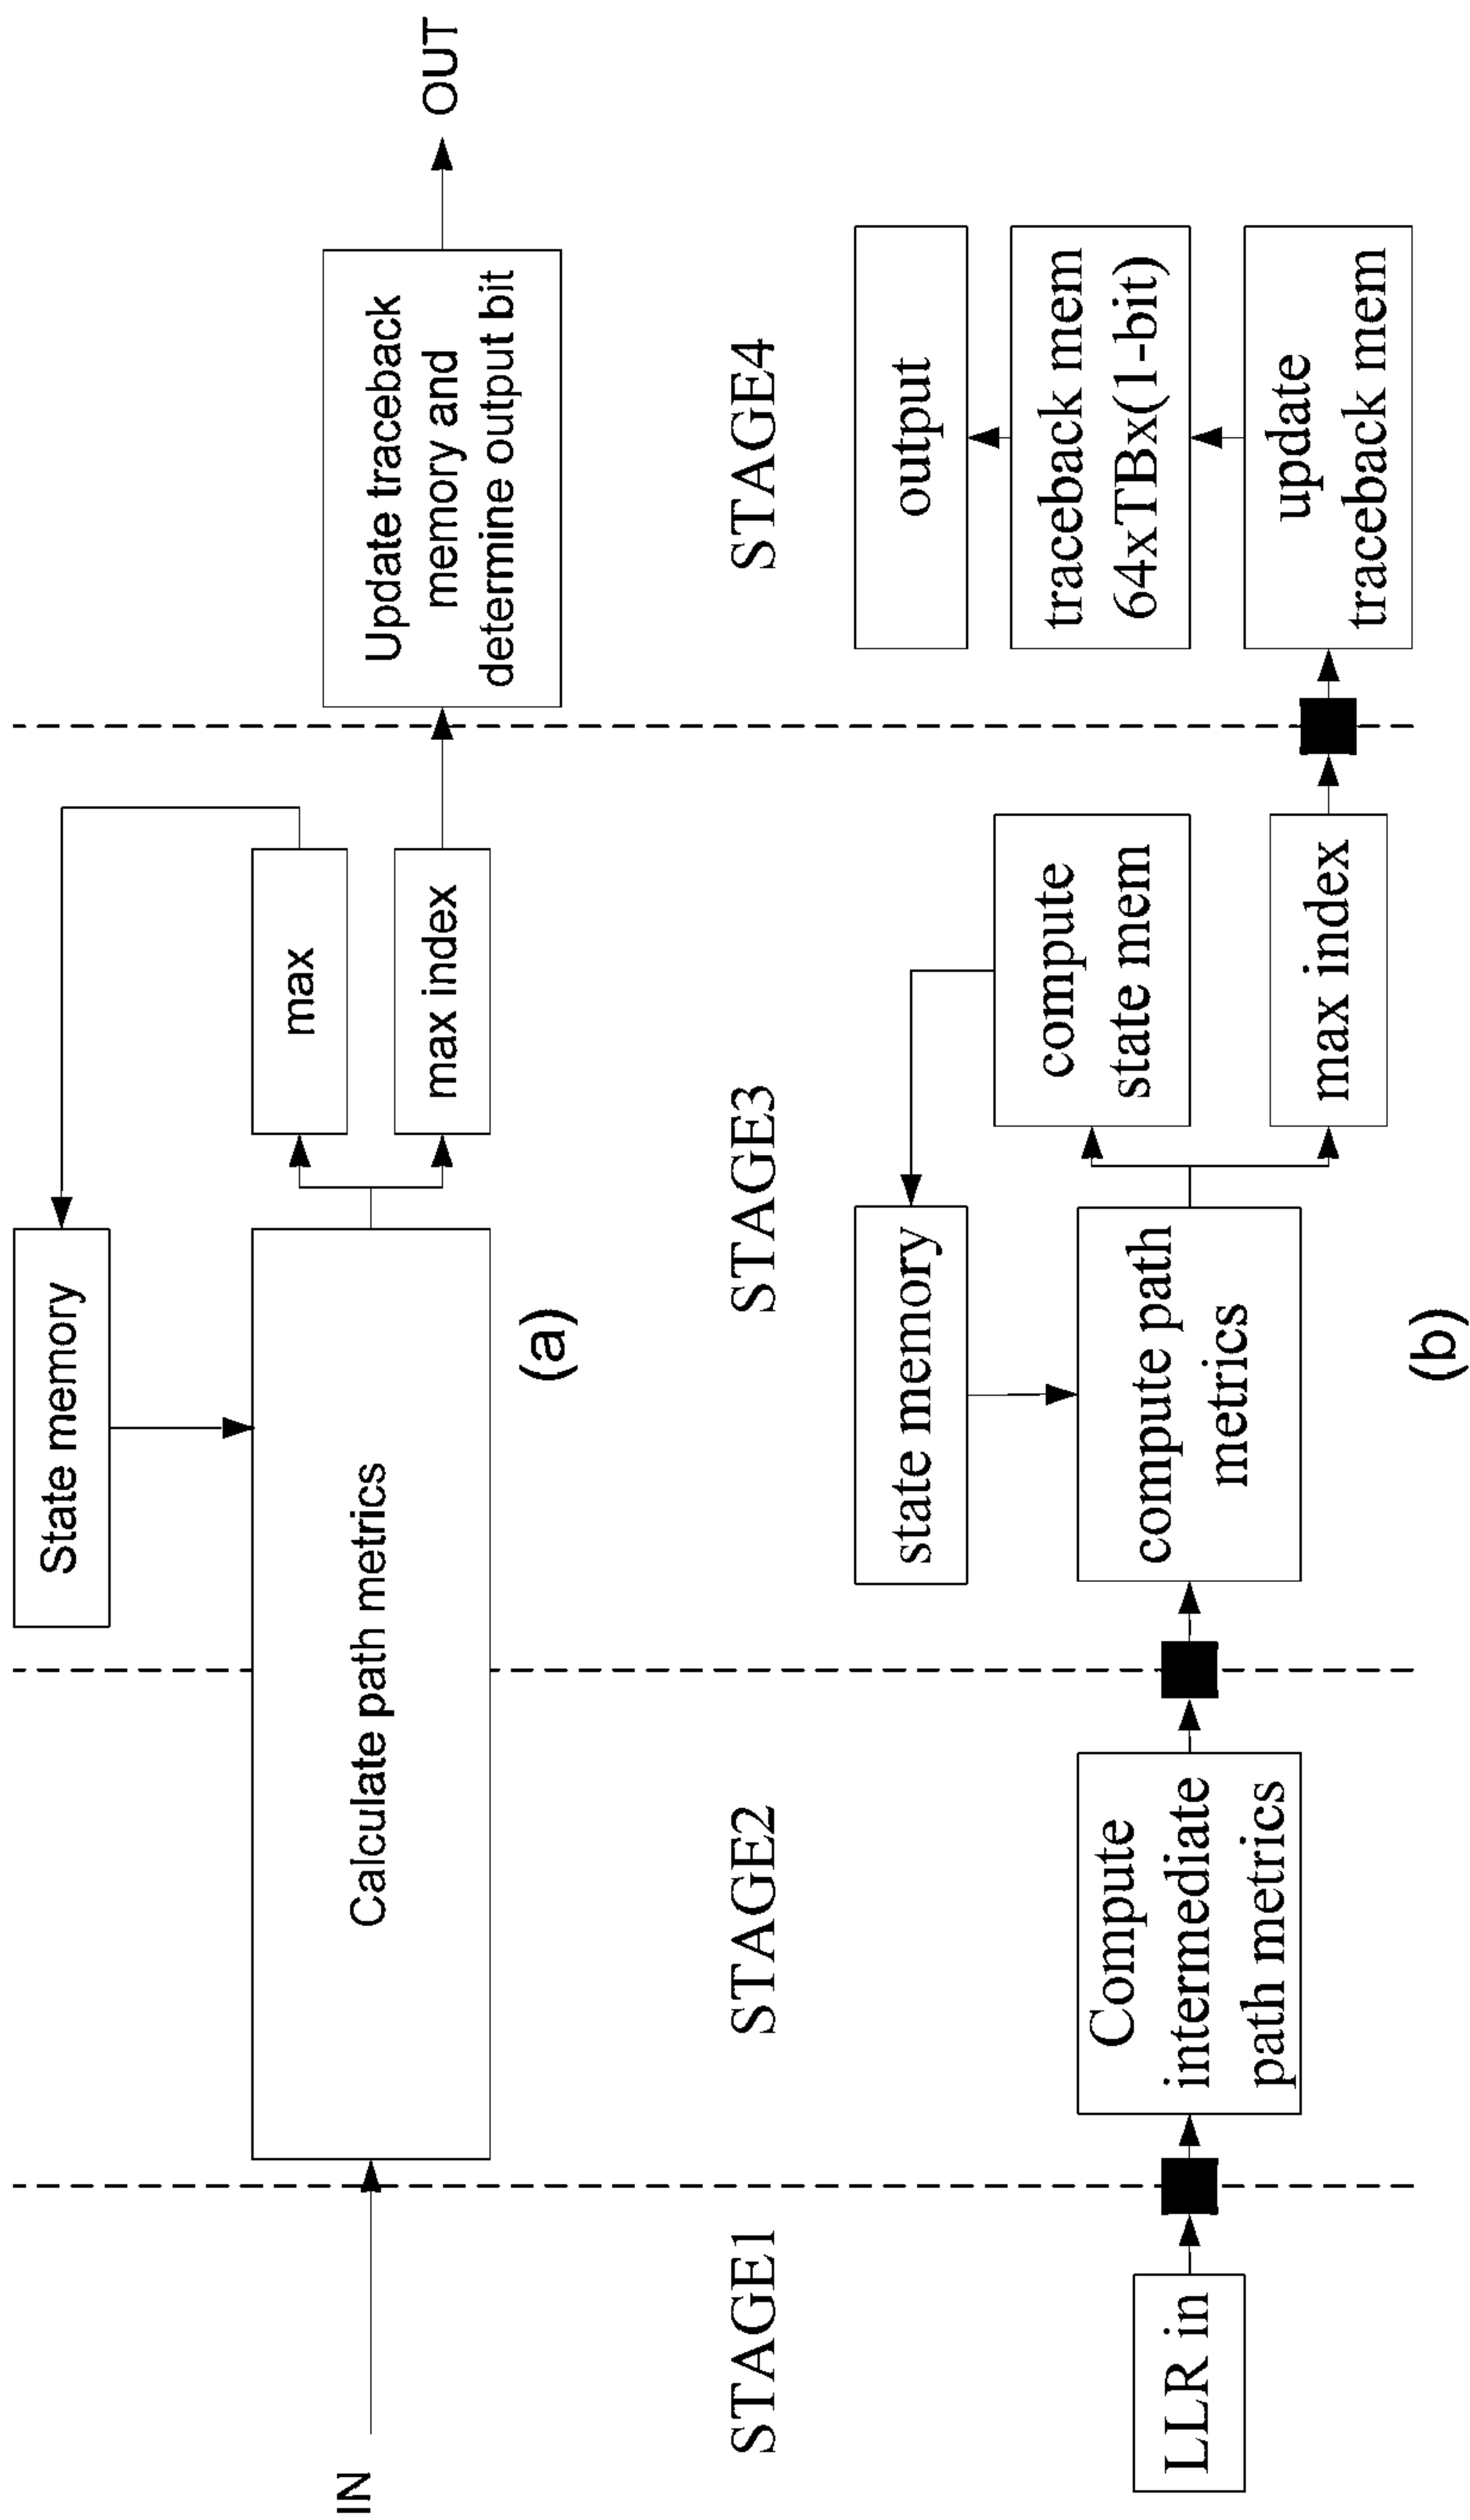 State memory
max
IN
Calculate path metrics
max index
Update traceback
memory and
determine output bit
OUT
(a)
STAGE1
STAGE2
STAGE3
STAGE4
LLR in
Compute
intermediate
path metrics
state memory
compute path
metrics
compute
state mem
max index
output
traceback mem
64xTBx(1-bit)
update
traceback mem
(b)